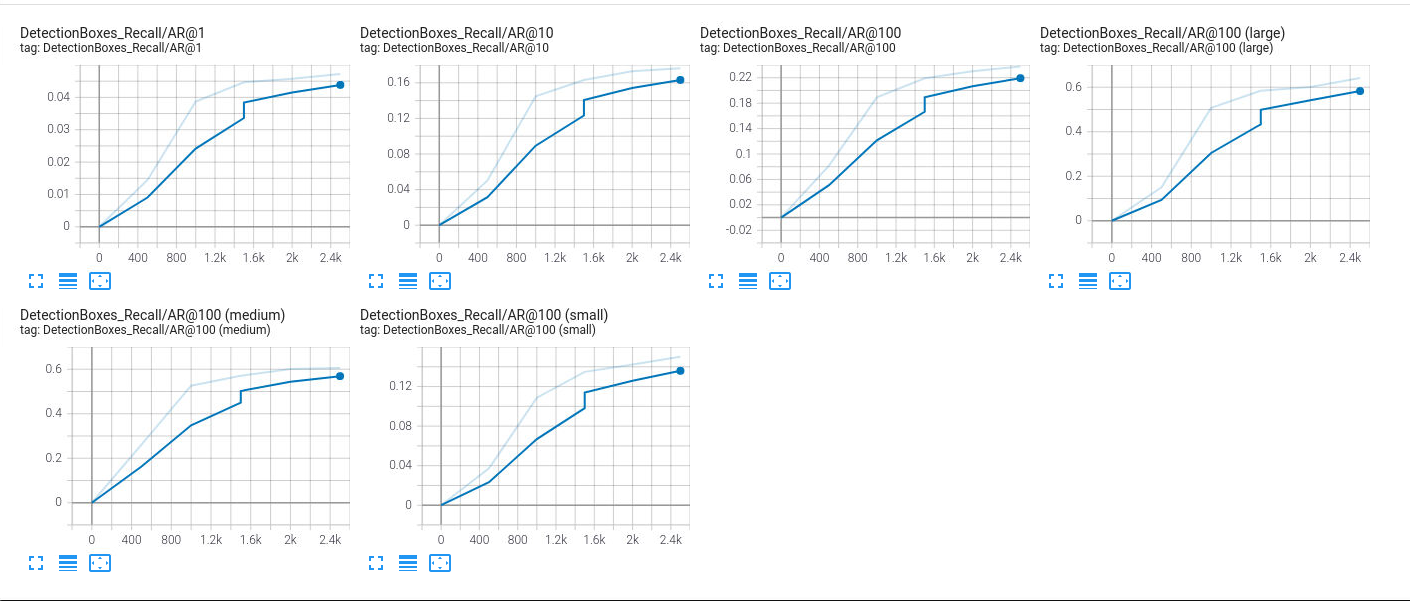 DetectionBoxes_Recall/AR@1
tag: DetectionBoxes_Recall/AR@1
0.04
0.03
0.02
0.01
0
0 400 800 1.2k 1.6k 2k 2.4k
DetectionBoxes_Recall/AR@10
tag: DetectionBoxes_Recall/AR@10
0.16
0.12
0.08
0.04
0
0 400 800 1.2k 1.6k 2k 2.4k
DetectionBoxes_Recall/AR@100
tag: DetectionBoxes_Recall/AR@100
0.22
0.18
0.14
0.1
0.06
0.02
-0.02
0 400 800 1.2k 1.6k 2k 2.4k
DetectionBoxes_Recall/AR@100 (large)
tag: DetectionBoxes_Recall/AR@100 (large)
0.6
0.4
0.2
0
0 400 800 1.2k 1.6k 2k 2.4k
DetectionBoxes_Recall/AR@100 (medium)
tag: DetectionBoxes_Recall/AR@100 (medium)
0.6
0.4
0.2
0
0 400 800 1.2k 1.6k 2k 2.4k
DetectionBoxes_Recall/AR@100 (small)
tag: DetectionBoxes_Recall/AR@100 (small)
0.12
0.08
0.04
0
0 400 800 1.2k 1.6k 2k 2.4k